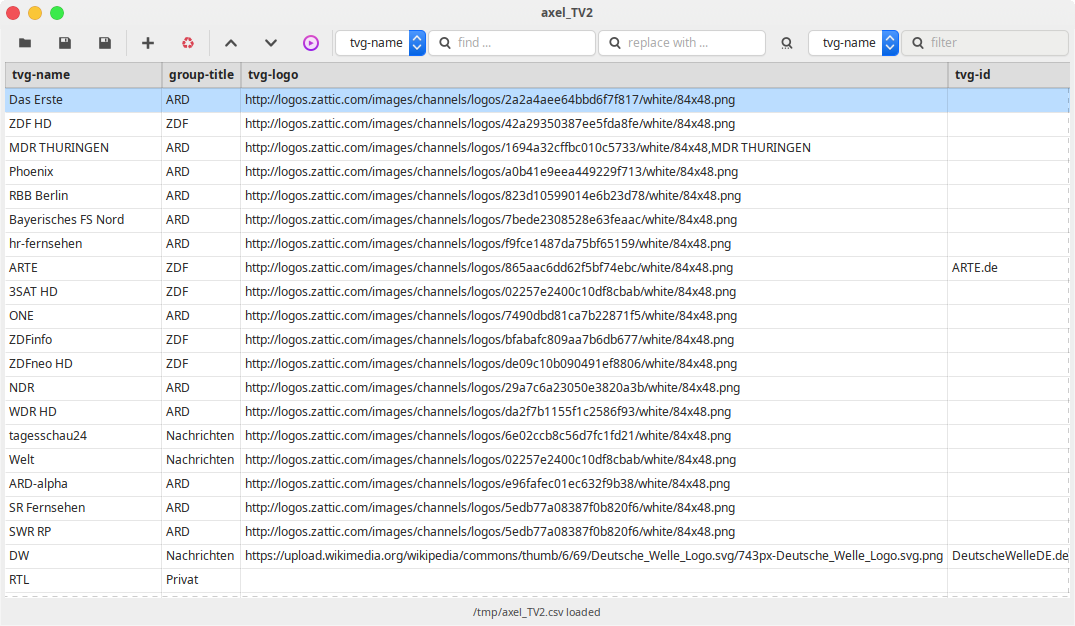 axel_TV2
tvg-name find ... replace with ... tvg-name filter
tvg-name group-title tvg-logo tvg-id
Das Erste ARD http://logos.zattic.com/images/channels/logos/2a2a4aee64bbd6f7f817/white/84x48.png
ZDF HD ZDF http://logos.zattic.com/images/channels/logos/42a29350387ee5fda8fe/white/84x48.png
MDR THURINGEN ARD http://logos.zattic.com/images/channels/logos/1694a32cffbc010c5733/white/84x48,MDR THURINGEN
Phoenix ARD http://logos.zattic.com/images/channels/logos/a0b41e9eea449229f713/white/84x48.png
RBB Berlin ARD http://logos.zattic.com/images/channels/logos/823d10599014e6b23d78/white/84x48.png
Bayerisches FS Nord ARD http://logos.zattic.com/images/channels/logos/7bede2308528e63feaac/white/84x48.png
hr-fernsehen ARD http://logos.zattic.com/images/channels/logos/f9fce1487da75bf65159/white/84x48.png
ARTE ZDF http://logos.zattic.com/images/channels/logos/865aac6dd62f5bf74ebc/white/84x48.png ARTE.de
3SAT HD ZDF http://logos.zattic.com/images/channels/logos/02257e2400c10df8cbab/white/84x48.png
ONE ARD http://logos.zattic.com/images/channels/logos/7490dbd81ca7b22871f5/white/84x48.png
ZDFinfo ZDF http://logos.zattic.com/images/channels/logos/bfabafc809aa7b6db677/white/84x48.png
ZDFneo HD ZDF http://logos.zattic.com/images/channels/logos/de09c10b090491ef8806/white/84x48.png
NDR ARD http://logos.zattic.com/images/channels/logos/29a7c6a23050e3820a3b/white/84x48.png
WDR HD ARD http://logos.zattic.com/images/channels/logos/da2f7b1155f1c2586f93/white/84x48.png
tagesschau24 Nachrichten http://logos.zattic.com/images/channels/logos/6e02ccb8c56d7fc1fd21/white/84x48.png
Welt Nachrichten http://logos.zattic.com/images/channels/logos/02257e2400c10df8cbab/white/84x48.png
ARD-alpha ARD http://logos.zattic.com/images/channels/logos/e96fafec01ec632f9b38/white/84x48.png
SR Fernsehen ARD http://logos.zattic.com/images/channels/logos/5edb77a08387f0b820f6/white/84x48.png
SWR RP ARD http://logos.zattic.com/images/channels/logos/5edb77a08387f0b820f6/white/84x48.png
DW Nachrichten https://upload.wikimedia.org/wikipedia/commons/thumb/6/69/Deutsche_Welle_Logo.svg/743px-Deutsche_Welle_Logo.svg.png DeutscheWelleDE.de
RTL Privat
/tmp/axel_TV2.csv loaded